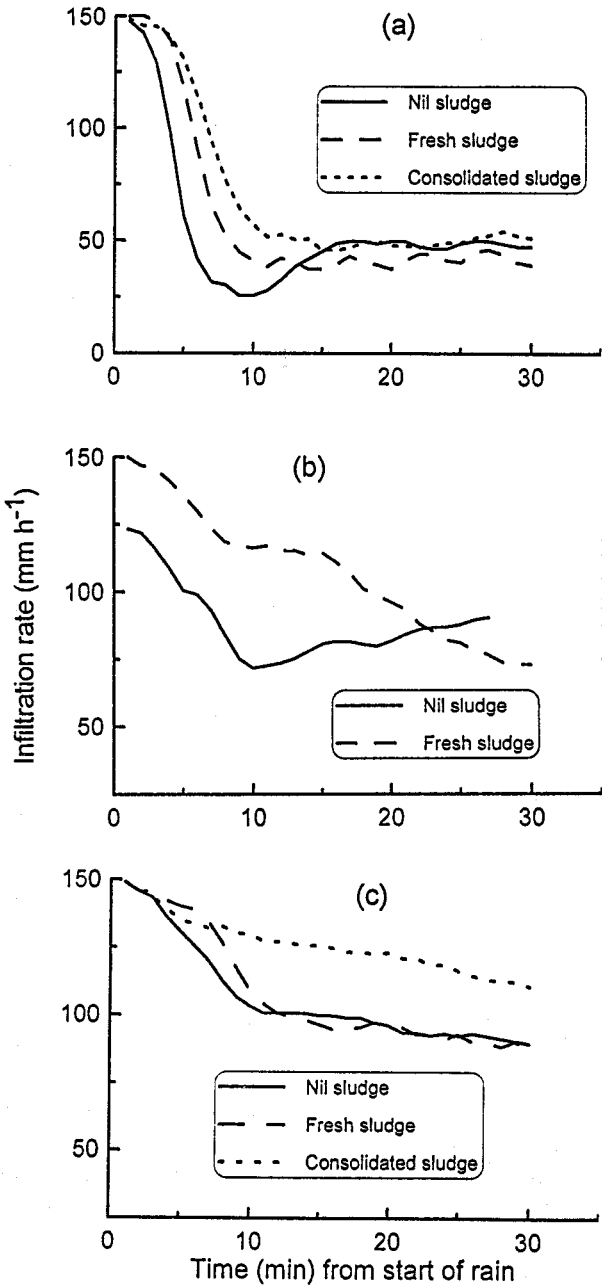 (a)
150
100
50
0
Nil sludge
Fresh sludge
Consolidated sludge
0
10
20
30
Infiltration rate (mm h⁻¹)
(b)
150
100
50
Nil sludge
Fresh sludge
0
10
20
30
(c)
150
100
50
Nil sludge
Fresh sludge
Consolidated sludge
0
10
20
30
Time (min) from start of rain